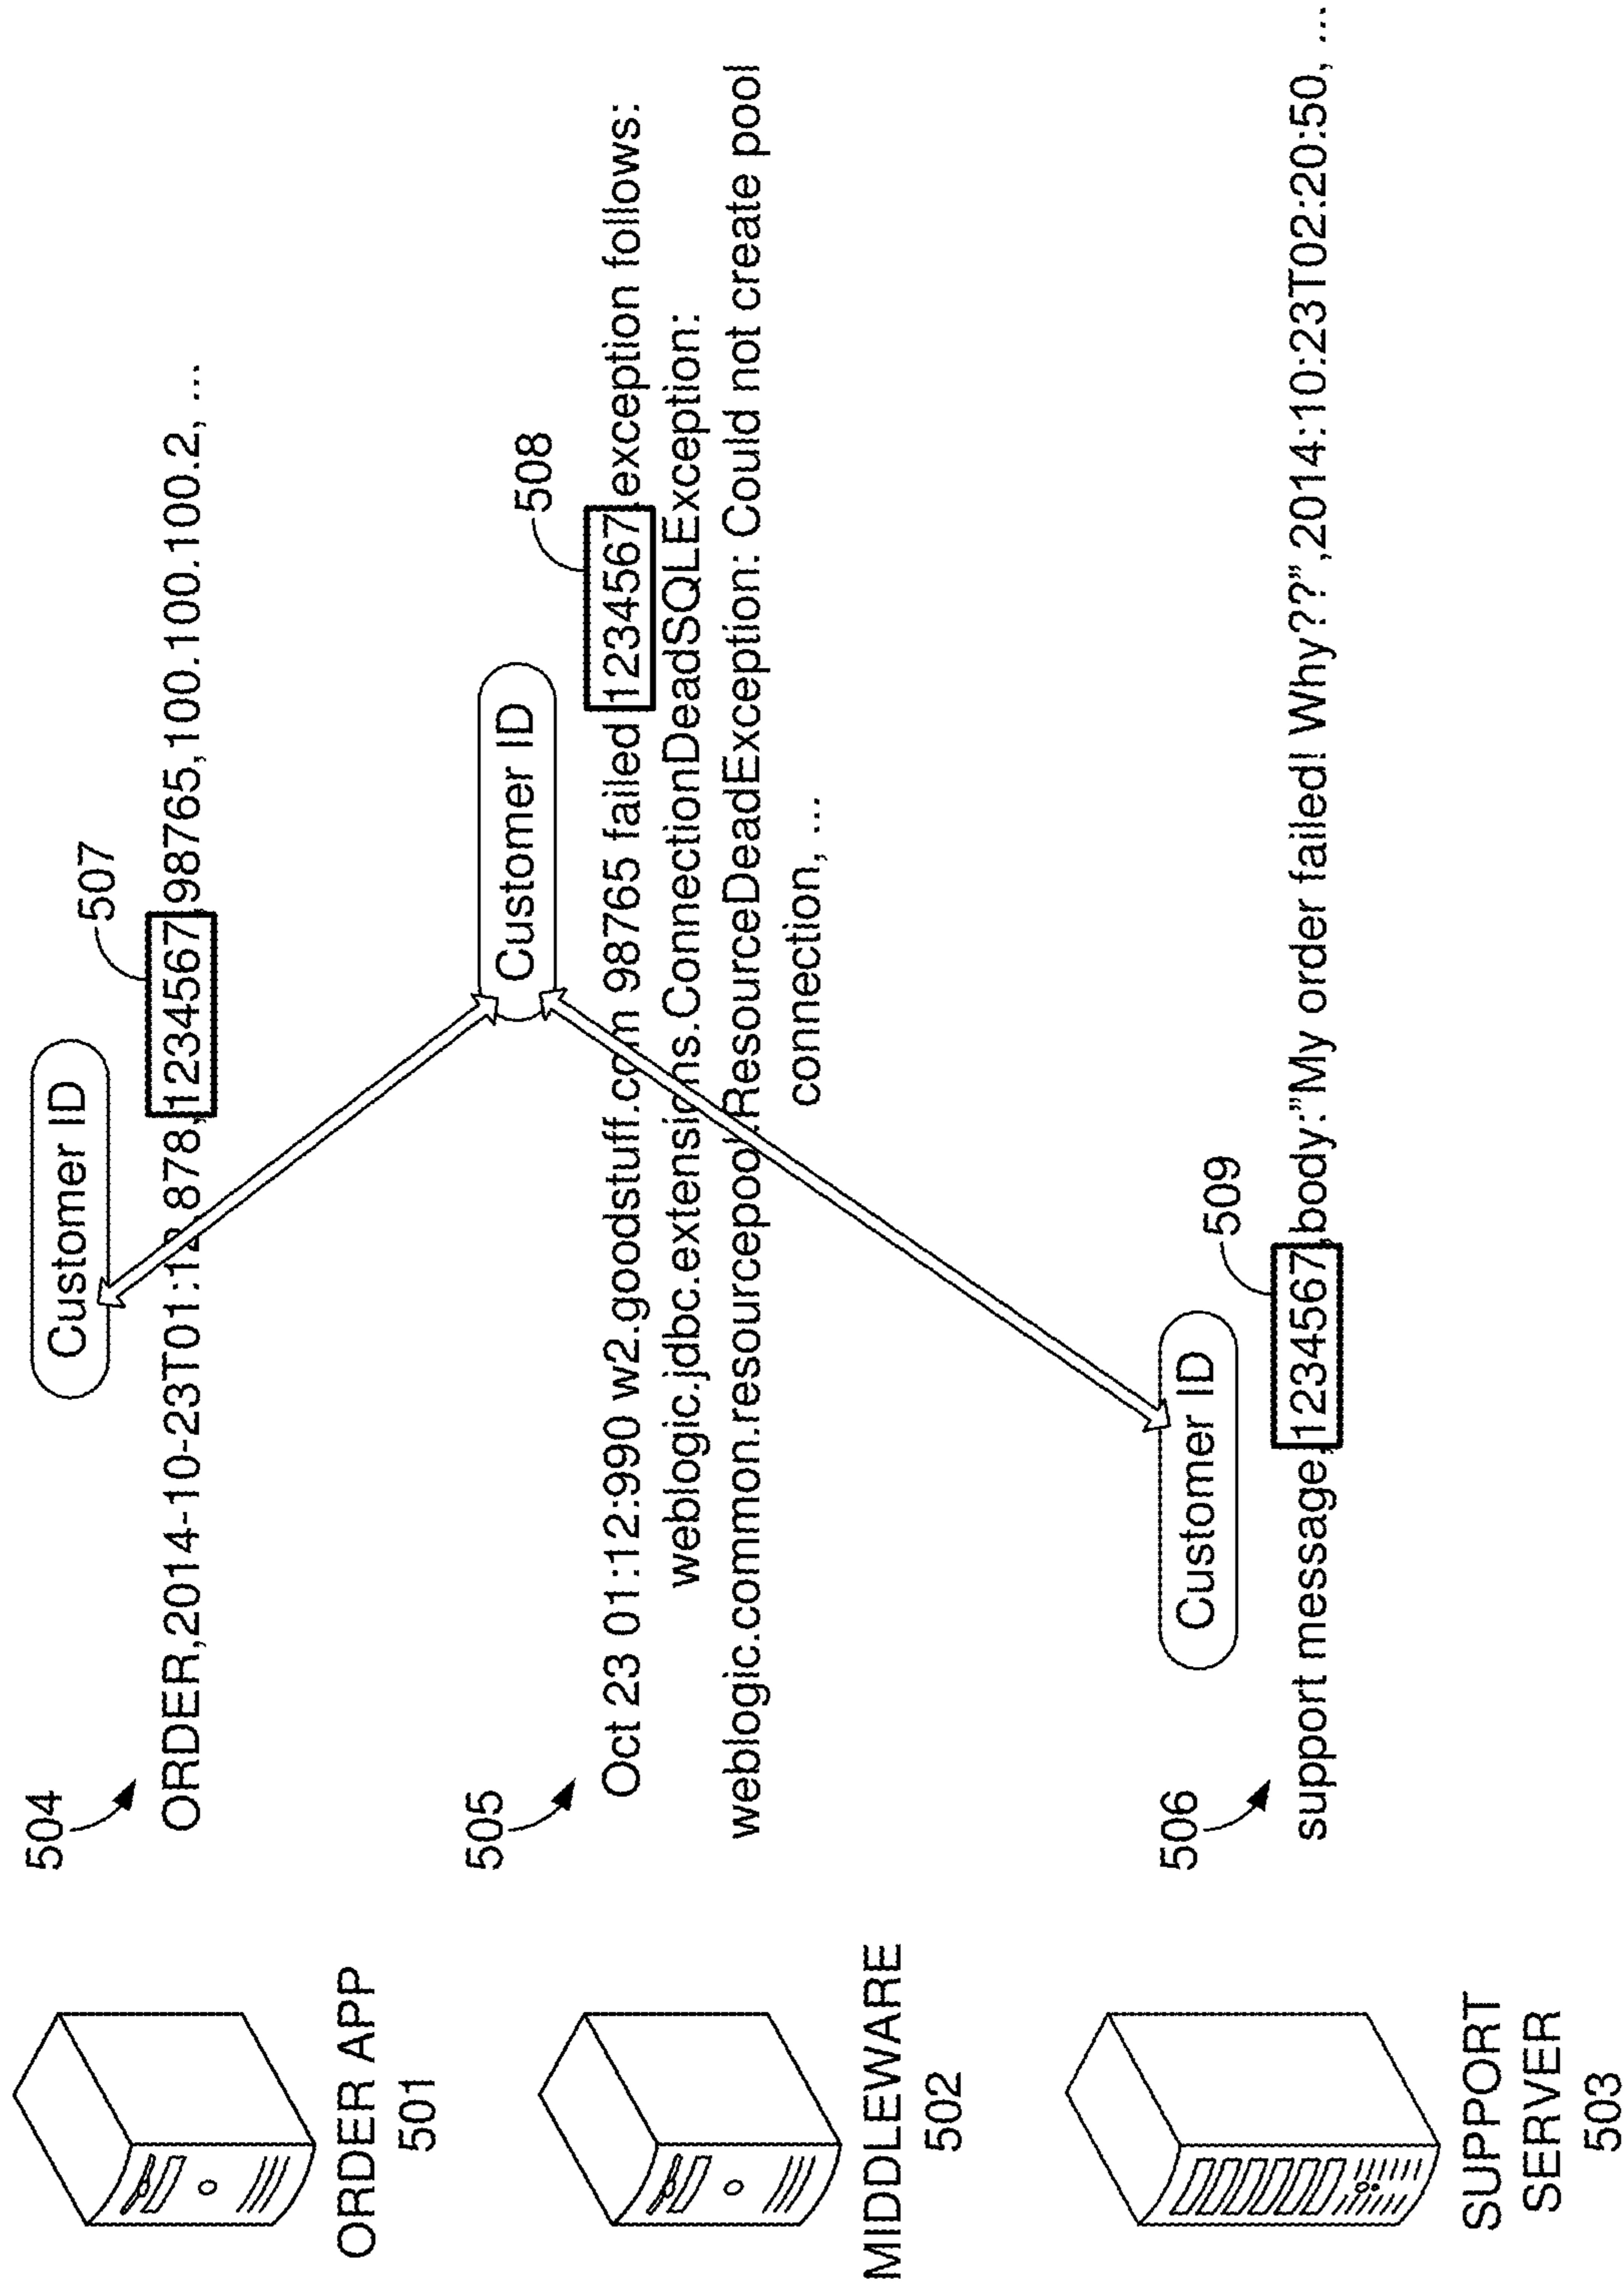 504
Customer ID
507
ORDER,2014-10-23T01:12.878,1234567,98765,100.100.100.2, ...
ORDER APP
501
505
Customer ID
508
Oct 23 01:12:990 w2.goodstuff.com 98765 failed 1234567 exception follows:
weblogic.jdbc.extensions.ConnectionDeadSQLException:
weblogic.common.resourcepool.ResourceDeadException: Could not create pool
connection, ...
MIDDLEWARE
502
506
Customer ID
509
support message,1234567,body:”My order failed! Why??”,2014:10:23T02:20:50, ...
SUPPORT
SERVER
503